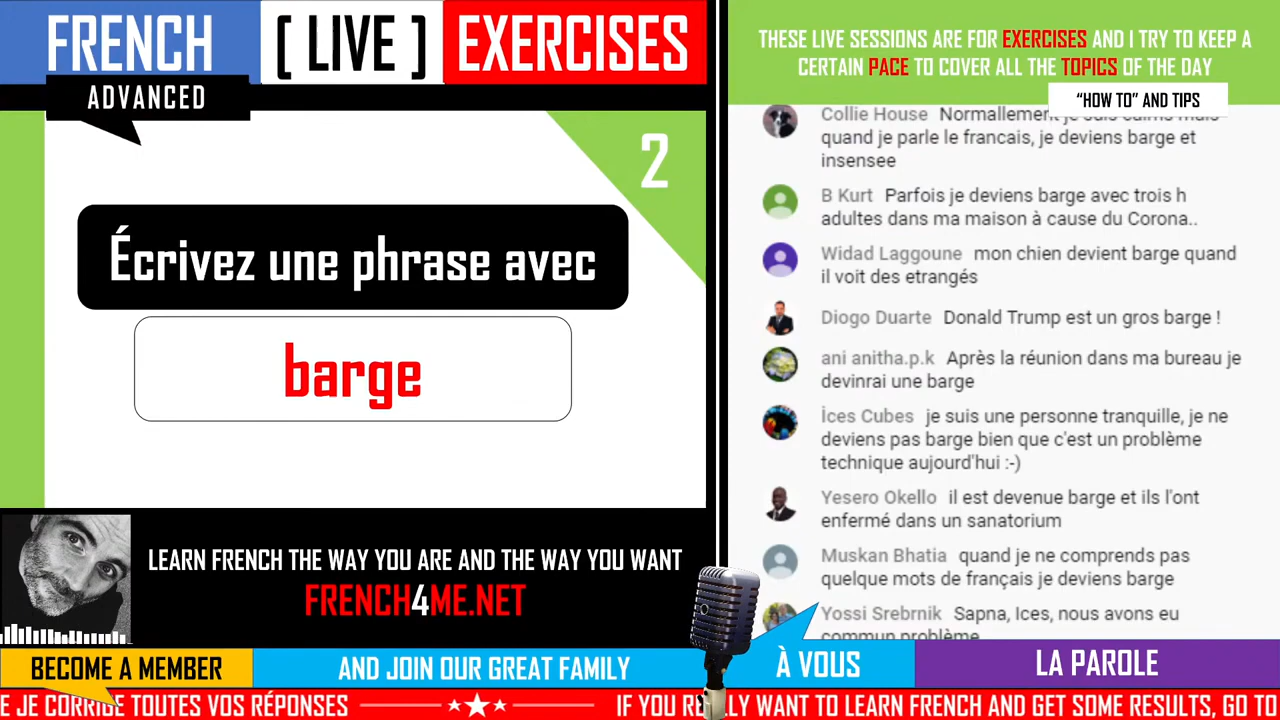 FRENCH [ LIVE ] EXERCISES
ADVANCED
2
Écrivez une phrase avec
barge
LEARN FRENCH THE WAY YOU ARE AND THE WAY YOU WANT
FRENCH4ME.NET
THESE LIVE SESSIONS ARE FOR EXERCISES AND I TRY TO KEEP A
CERTAIN PACE TO COVER ALL THE TOPICS OF THE DAY
“HOW TO” AND TIPS
Collie House Normallement je suis mais
quand je parle le francais, je deviens barge et
insensee
B Kurt Parfois je deviens barge avec trois h
adultes dans ma maison à cause du Corona..
Widad Laggoune mon chien devient barge quand
il voit des etrangés
Diogo Duarte Donald Trump est un gros barge !
ani anitha.p.k Après la réunion dans ma bureau je
devinrai une barge
İces Cubes je suis une personne tranquille, je ne
deviens pas barge bien que c'est un problème
technique aujourd'hui :-)
Yesero Okello il est devenue barge et ils l'ont
enfermé dans un sanatorium
Muskan Bhatia quand je ne comprends pas
quelque mots de français je deviens barge
Yossi Srebrnik Sapna, Ices, nous avons eu
commun problème
BECOME A MEMBER AND JOIN OUR GREAT FAMILY À VOUS LA PAROLE
E JE CORRIGE TOUTES VOS RÉPONSES IF YOU REALLY WANT TO LEARN FRENCH AND GET SOME RESULTS, GO TO